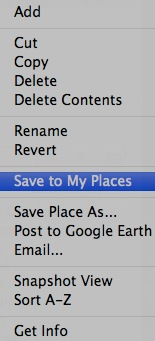 Add
Cut
Copy
Delete
Delete Contents
Rename
Revert
Save to My Places
Save Place As...
Post to Google Earth
Email...
Snapshot View
Sort A-Z
Get Info